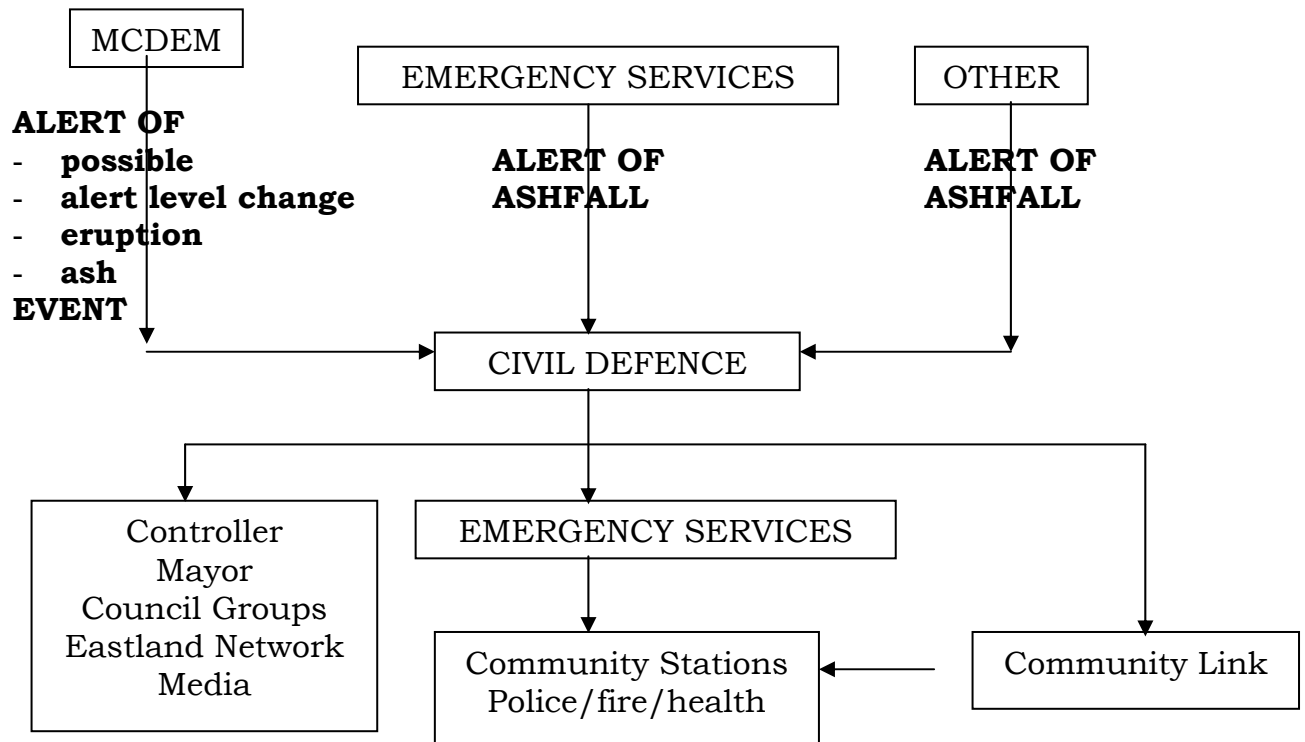 MCDEM
EMERGENCY SERVICES
OTHER
ALERT OF
- possible
- alert level change
- eruption
- ash
EVENT
ALERT OF
ASHFALL
ALERT OF
ASHFALL
CIVIL DEFENCE
Controller
Mayor
Council Groups
Eastland Network
Media
EMERGENCY SERVICES
Community Stations
Police/fire/health
Community Link